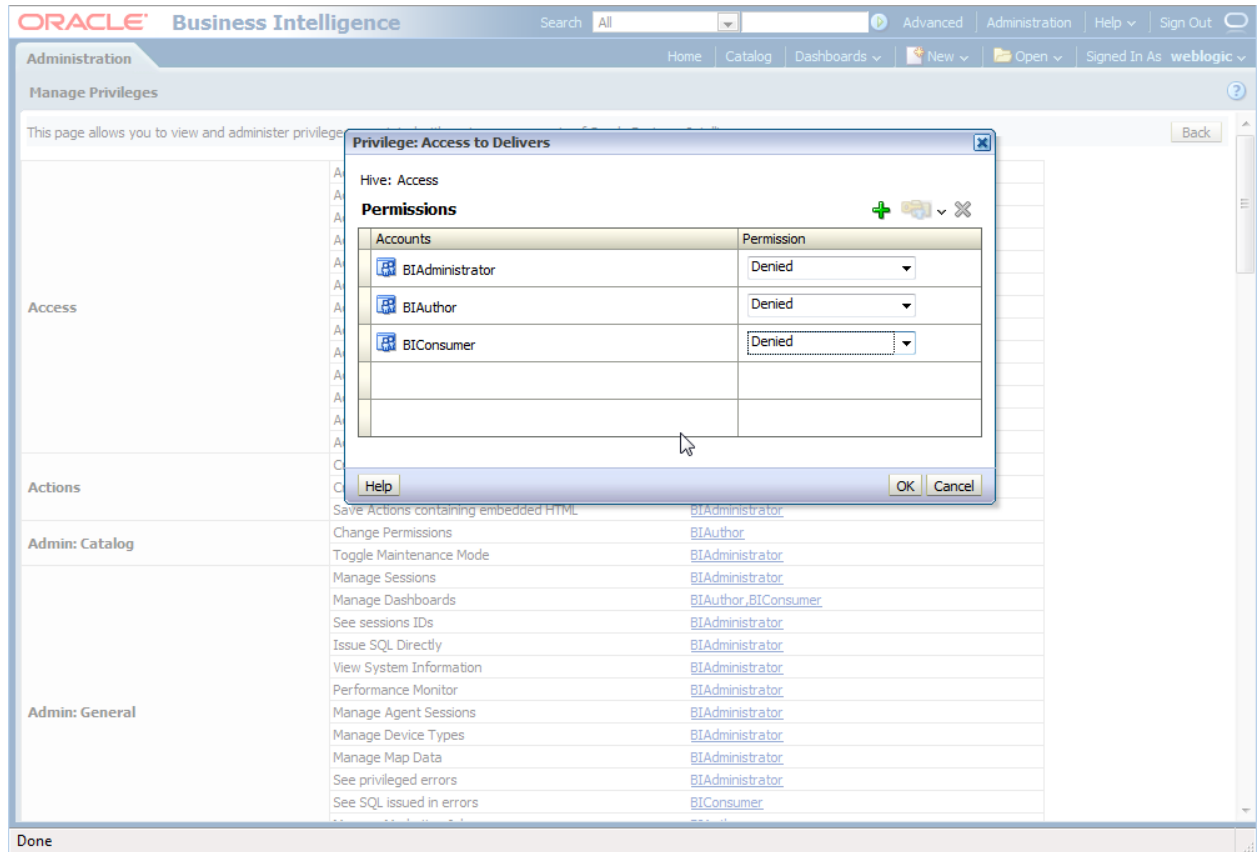 ORACLE® Business Intelligence
Search All Advanced Administration Help Sign Out
Administration
Home Catalog Dashboards New Open Signed In As weblogic
Manage Privileges
This page allows you to view and administer privilege
Back
Privilege: Access to Delivers
Hive: Access
Permissions
Accounts Permission
BIAdministrator Denied
BIAuthor Denied
BIConsumer Denied
Help OK Cancel
Access
Actions
Save Actions containing embedded HTML BIAdministrator
Admin: Catalog
Change Permissions BIAuthor
Toggle Maintenance Mode BIAdministrator
Admin: General
Manage Sessions BIAdministrator
Manage Dashboards BIAuthor,BIConsumer
See sessions IDs BIAdministrator
Issue SQL Directly BIAdministrator
View System Information BIAdministrator
Performance Monitor BIAdministrator
Manage Agent Sessions BIAdministrator
Manage Device Types BIAdministrator
Manage Map Data BIAdministrator
See privileged errors BIAdministrator
See SQL issued in errors BIConsumer
Done